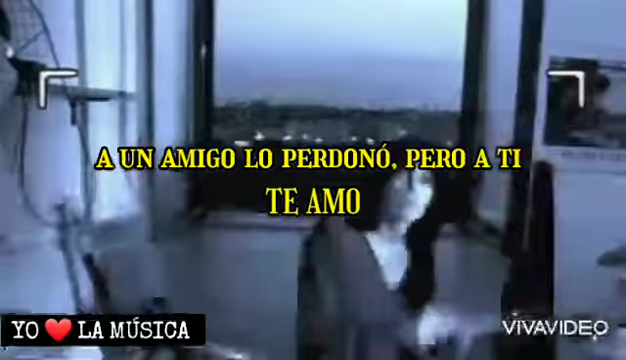 A UN AMIGO LO PERDONÓ, PERO A TI
TE AMO
YO ❤️ LA MÚSICA
VIVAVIDEO